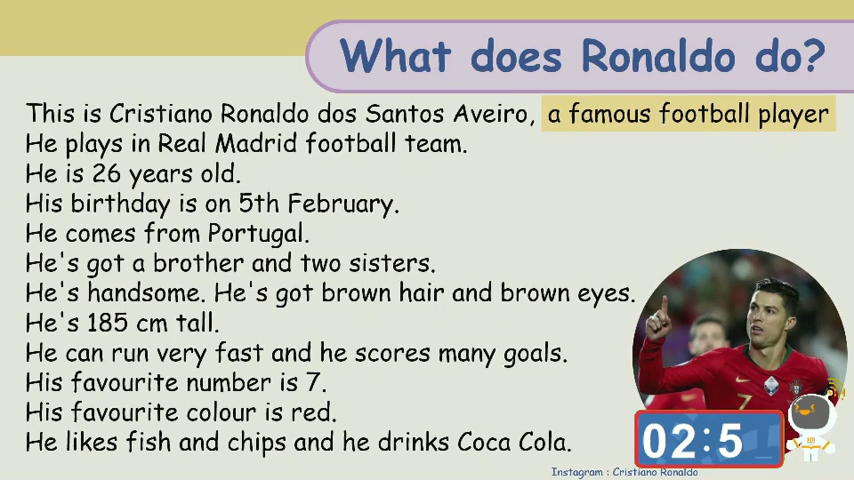 What does Ronaldo do?
This is Cristiano Ronaldo dos Santos Aveiro, a famous football player
He plays in Real Madrid football team.
He is 26 years old.
His birthday is on 5th February.
He comes from Portugal.
He's got a brother and two sisters.
He's handsome. He's got brown hair and brown eyes.
He's 185 cm tall.
He can run very fast and he scores many goals.
His favourite number is 7.
His favourite colour is red.
He likes fish and chips and he drinks Coca Cola.
7
02:5
Instagram : Cristiano Ronaldo